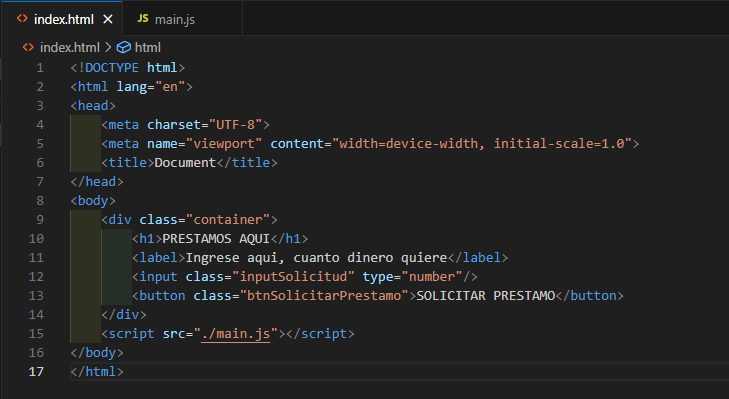 index.html
JS main.js
index.html > html
1 <!DOCTYPE html>
2 <html lang="en">
3 <head>
4     <meta charset="UTF-8">
5     <meta name="viewport" content="width=device-width, initial-scale=1.0">
6     <title>Document</title>
7 </head>
8 <body>
9     <div class="container">
10         <h1>PRESTAMOS AQUI</h1>
11         <label>Ingrese aqui, cuanto dinero quiere</label>
12         <input class="inputSolicitud" type="number"/>
13         <button class="btnSolicitarPrestamo">SOLICITAR PRESTAMO</button>
14     </div>
15     <script src="./main.js"></script>
16 </body>
17 </html>